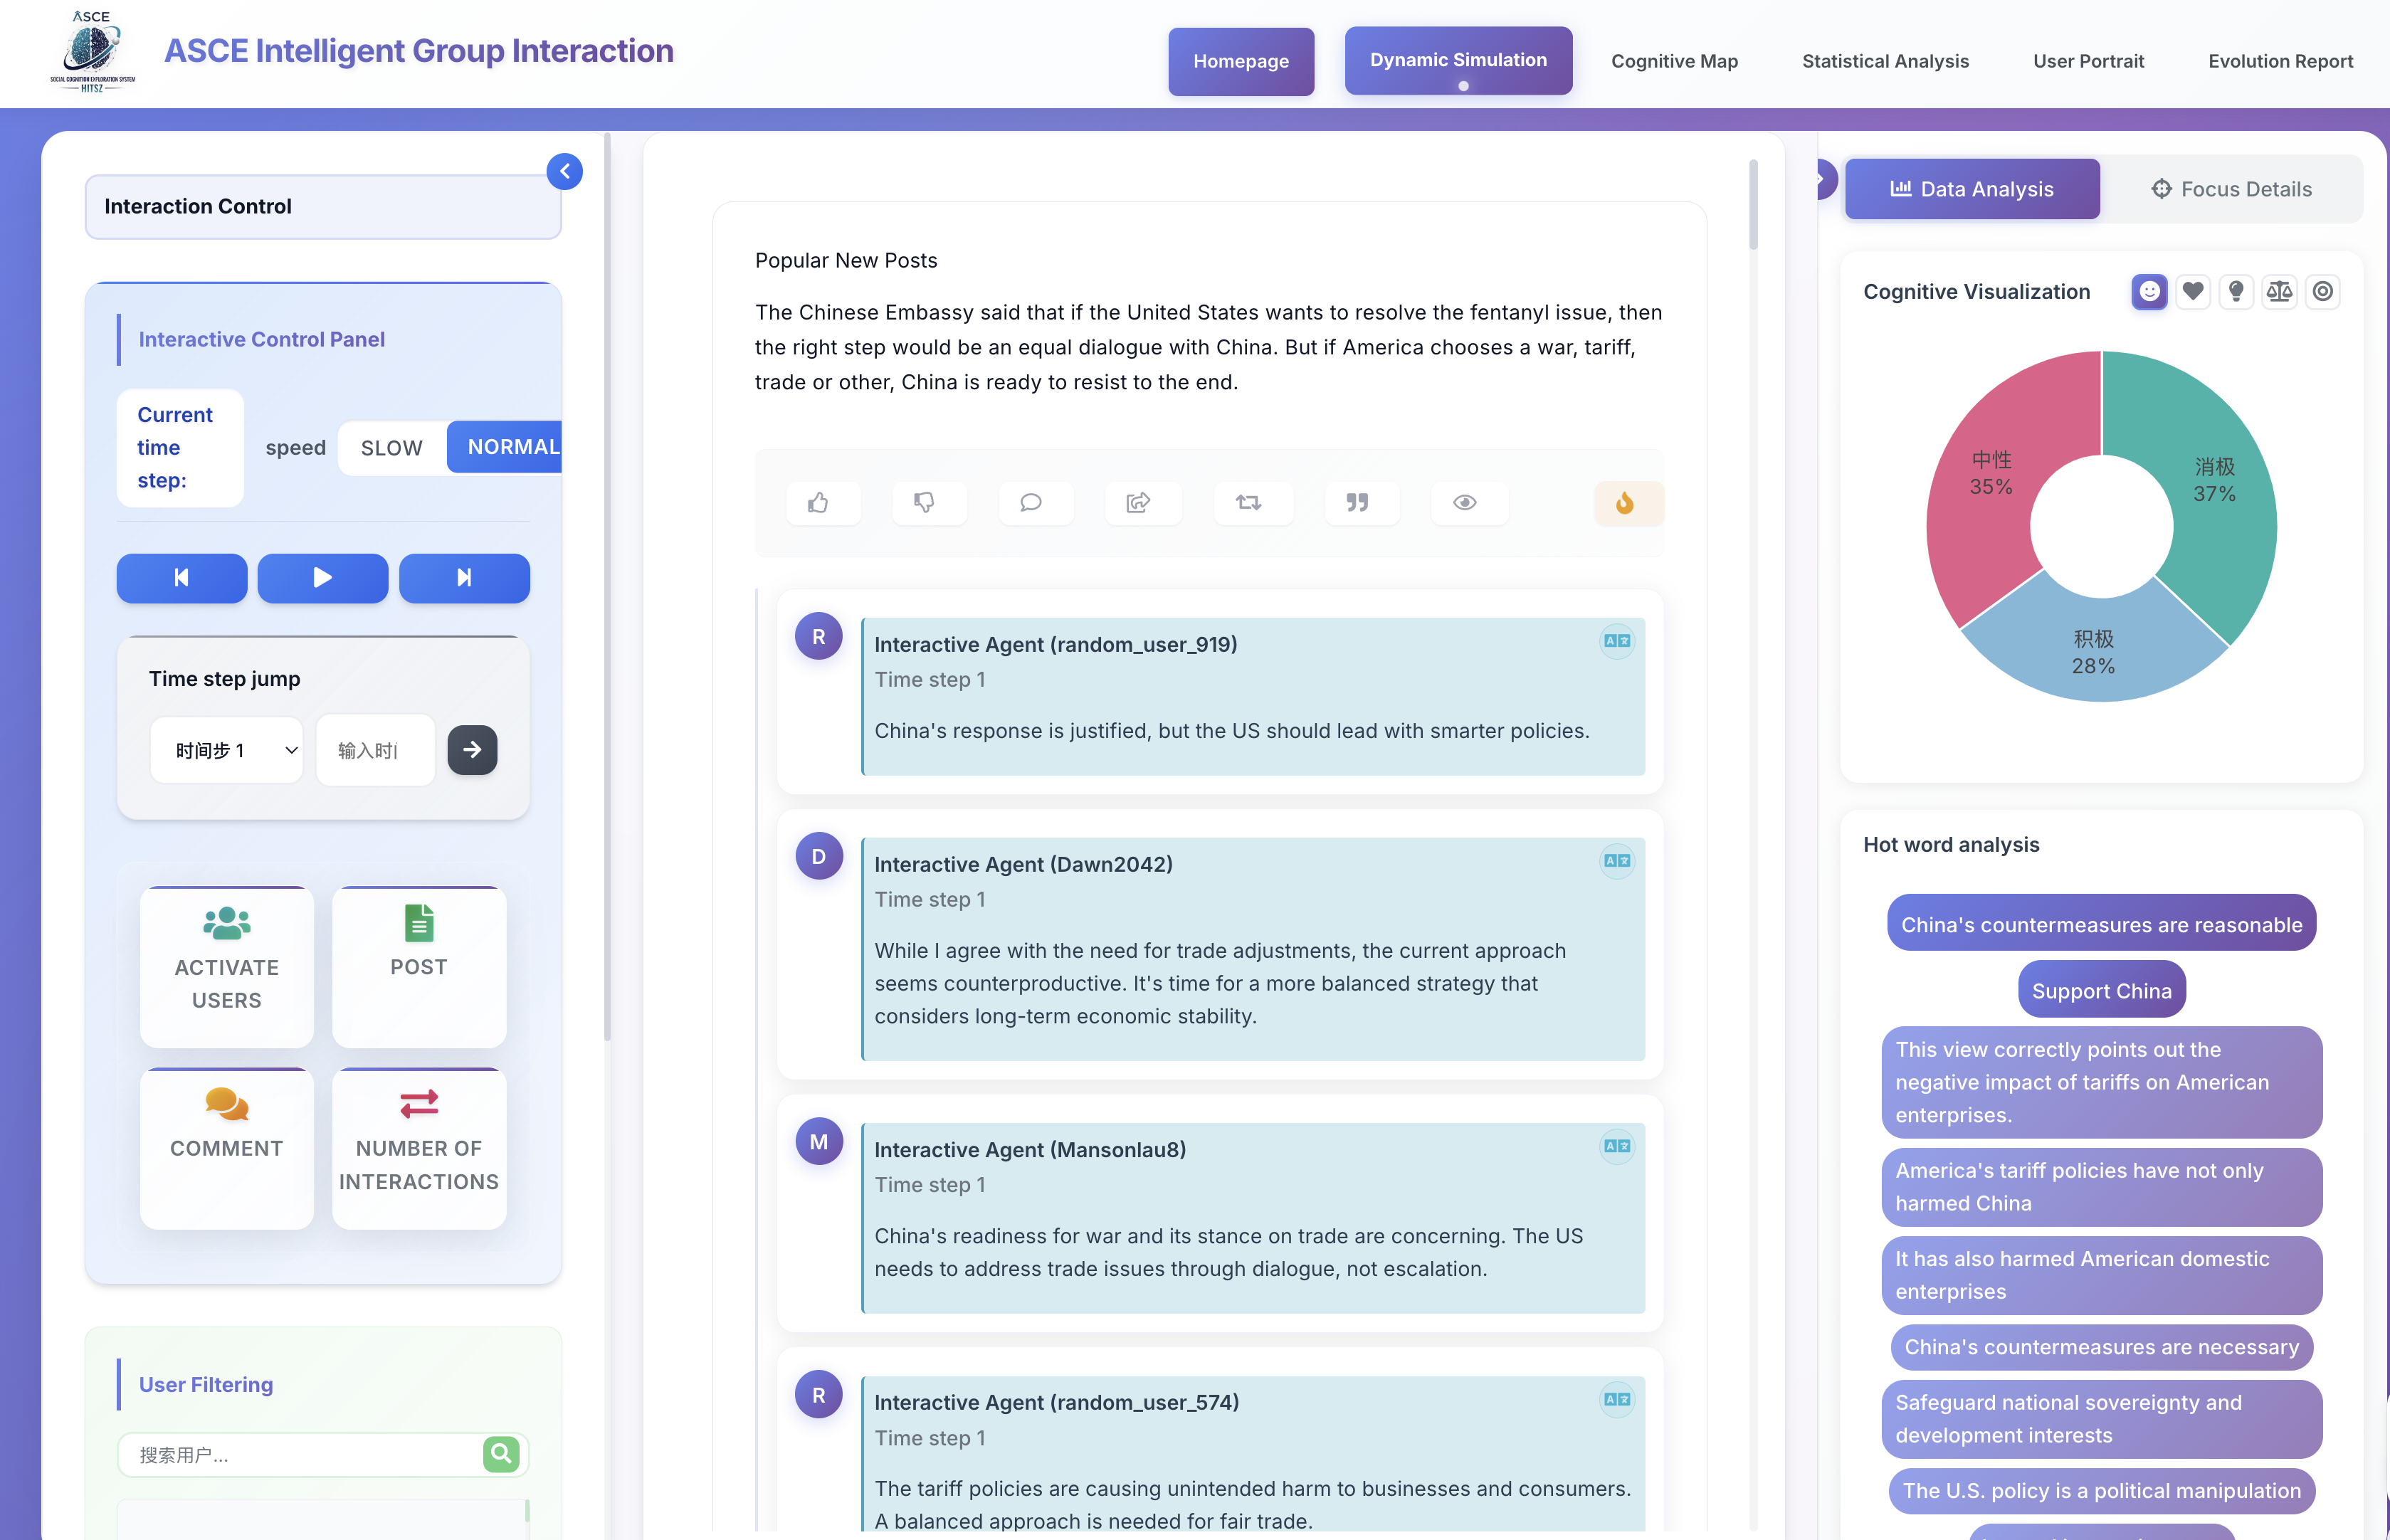 ASCE
SOCIAL COGNITION EXPLORATION SYSTEM
HITSZ
ASCE Intelligent Group Interaction
Homepage
Dynamic Simulation
Cognitive Map
Statistical Analysis
User Portrait
Evolution Report
Interaction Control
Interactive Control Panel
Current
time
step:
speed
SLOW
NORMAL
Time step jump
时间步 1
输入时
ACTIVATE
USERS
POST
COMMENT
NUMBER OF
INTERACTIONS
User Filtering
搜索用户...
Popular New Posts
The Chinese Embassy said that if the United States wants to resolve the fentanyl issue, then
the right step would be an equal dialogue with China. But if America chooses a war, tariff,
trade or other, China is ready to resist to the end.
R
Interactive Agent (random_user_919)
Time step 1
China's response is justified, but the US should lead with smarter policies.
D
Interactive Agent (Dawn2042)
Time step 1
While I agree with the need for trade adjustments, the current approach
seems counterproductive. It's time for a more balanced strategy that
considers long-term economic stability.
M
Interactive Agent (Mansonlau8)
Time step 1
China's readiness for war and its stance on trade are concerning. The US
needs to address trade issues through dialogue, not escalation.
R
Interactive Agent (random_user_574)
Time step 1
The tariff policies are causing unintended harm to businesses and consumers.
A balanced approach is needed for fair trade.
Data Analysis
Focus Details
Cognitive Visualization
中性
35%
消极
37%
积极
28%
Hot word analysis
China's countermeasures are reasonable
Support China
This view correctly points out the
negative impact of tariffs on American
enterprises.
America's tariff policies have not only
harmed China
It has also harmed American domestic
enterprises
China's countermeasures are necessary
Safeguard national sovereignty and
development interests
The U.S. policy is a political manipulation